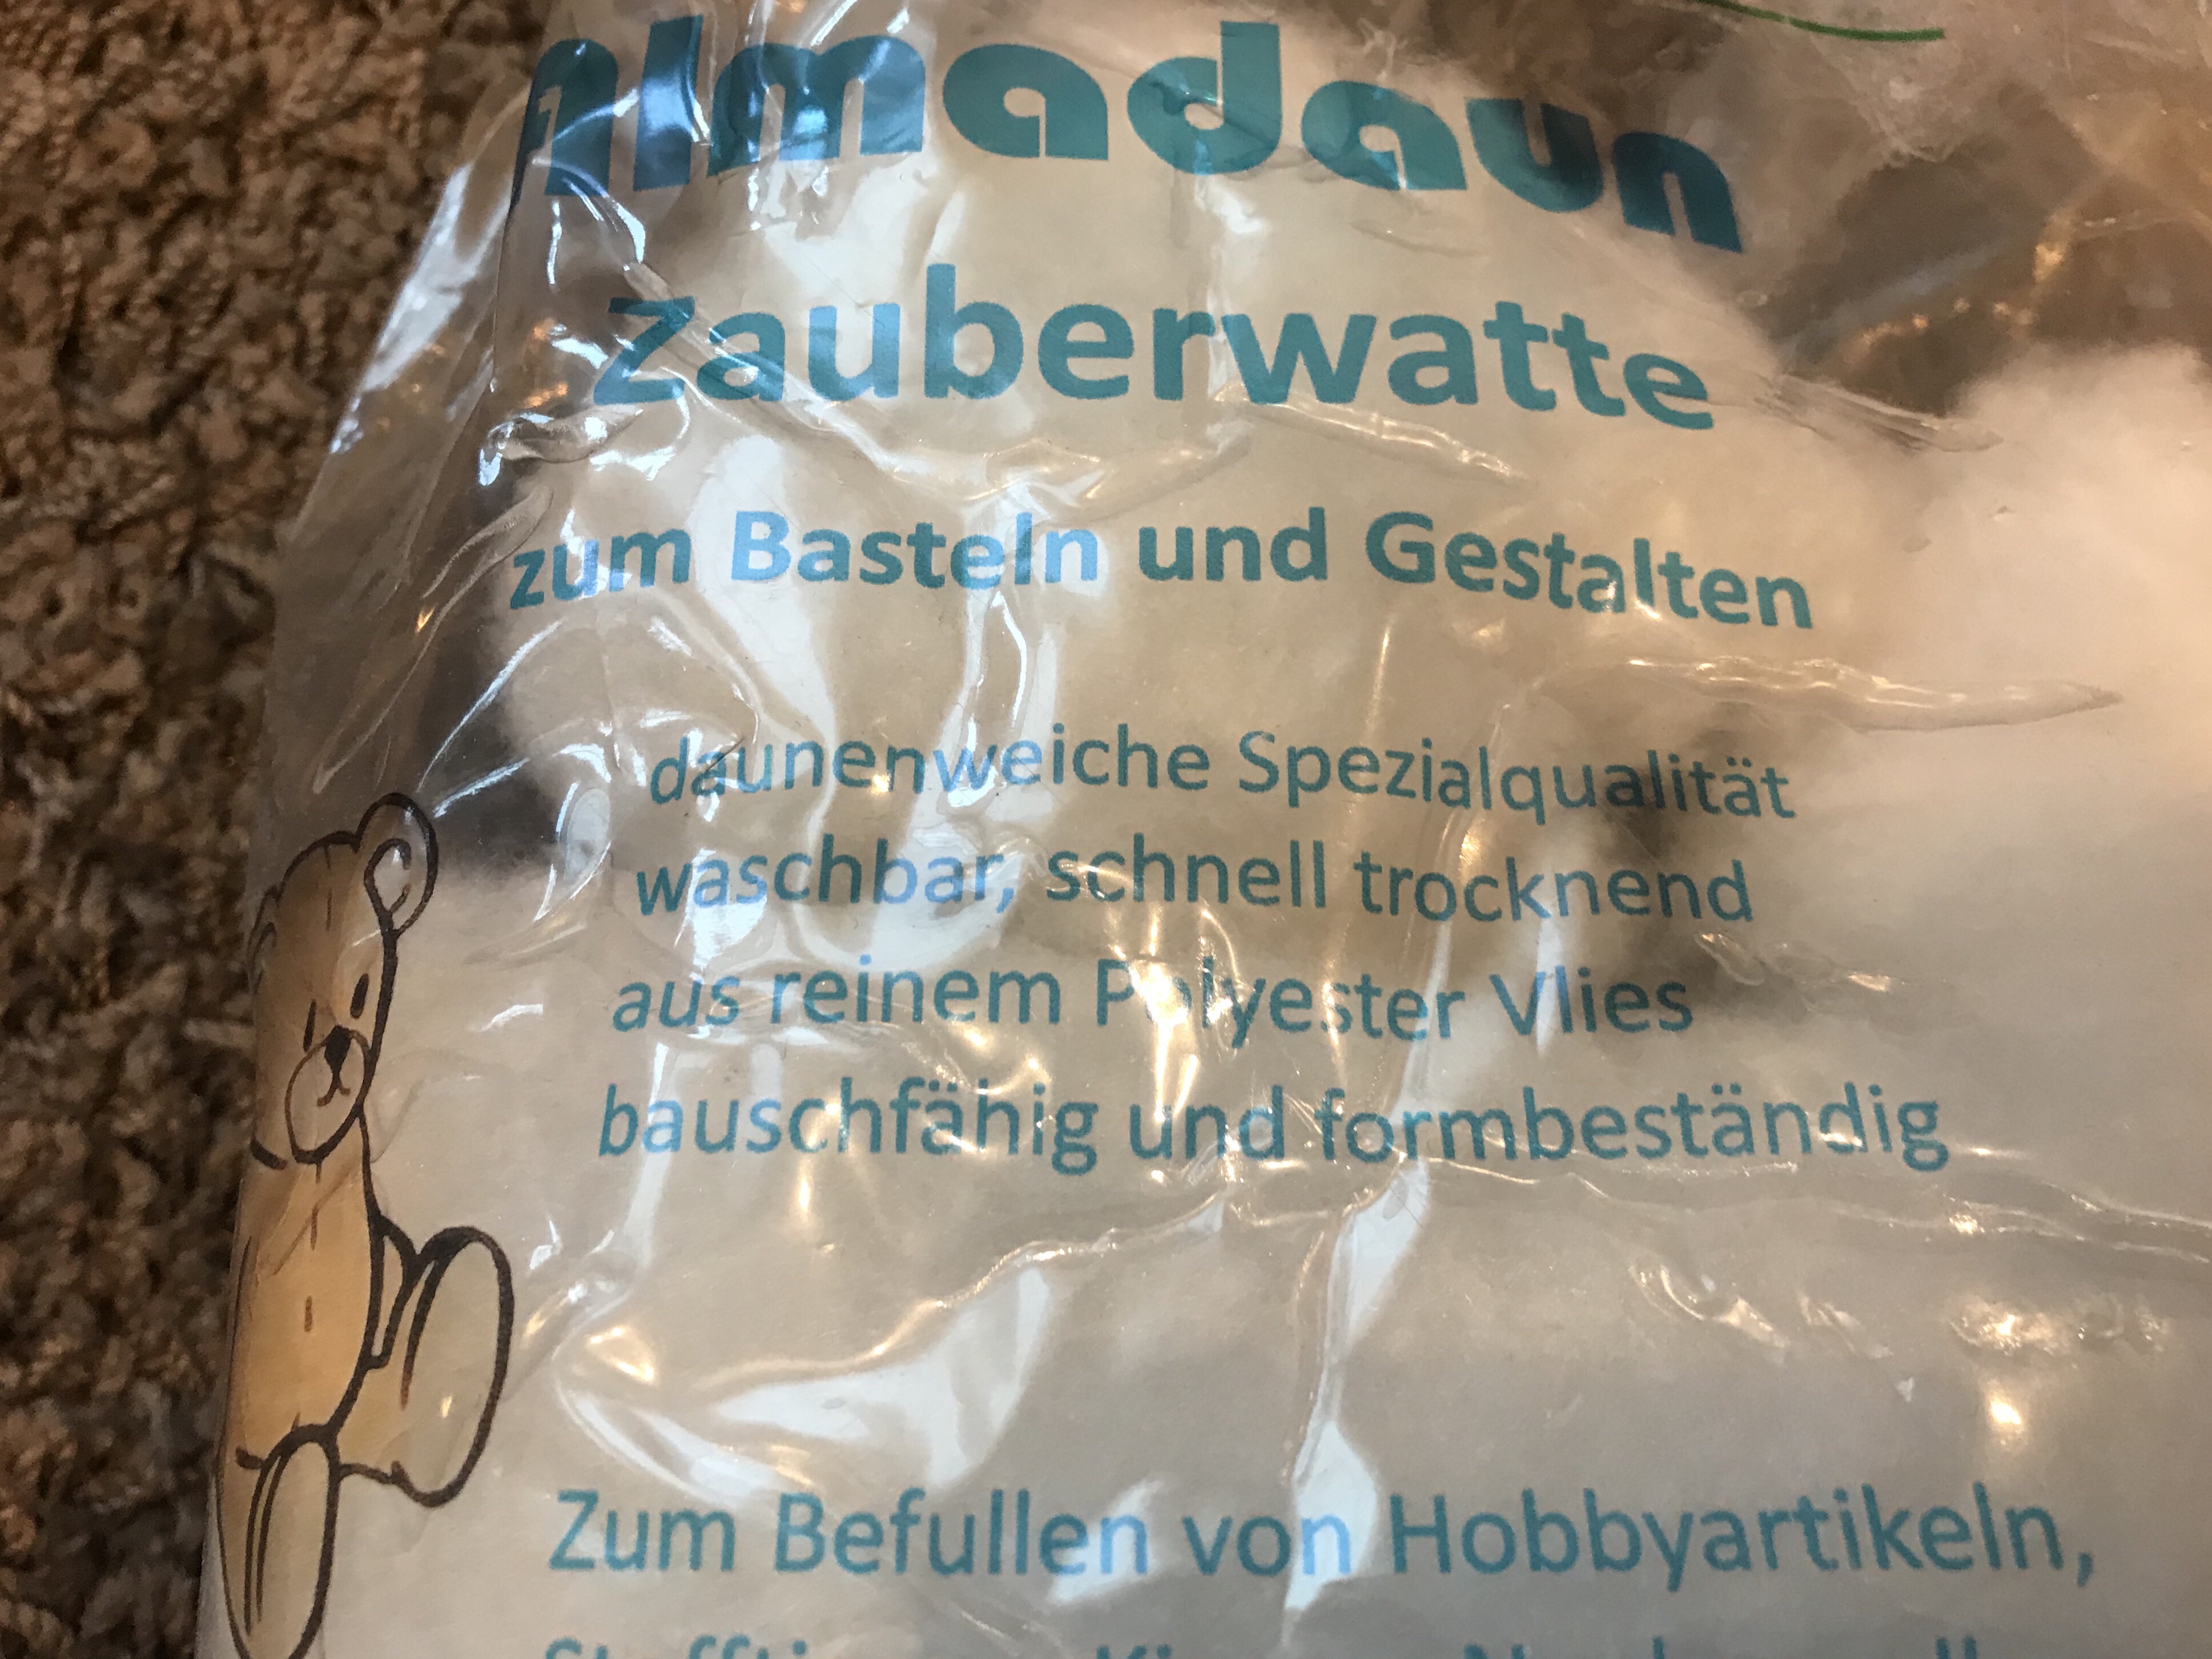 Almadaun
Zauberwatte
zum Basteln und Gestalten
daunenweiche Spezialqualität
waschbar, schnell trocknend
aus reinem Polyester Vlies
bauschfähig und formbeständig
Zum Befullen von Hobbyartikeln,